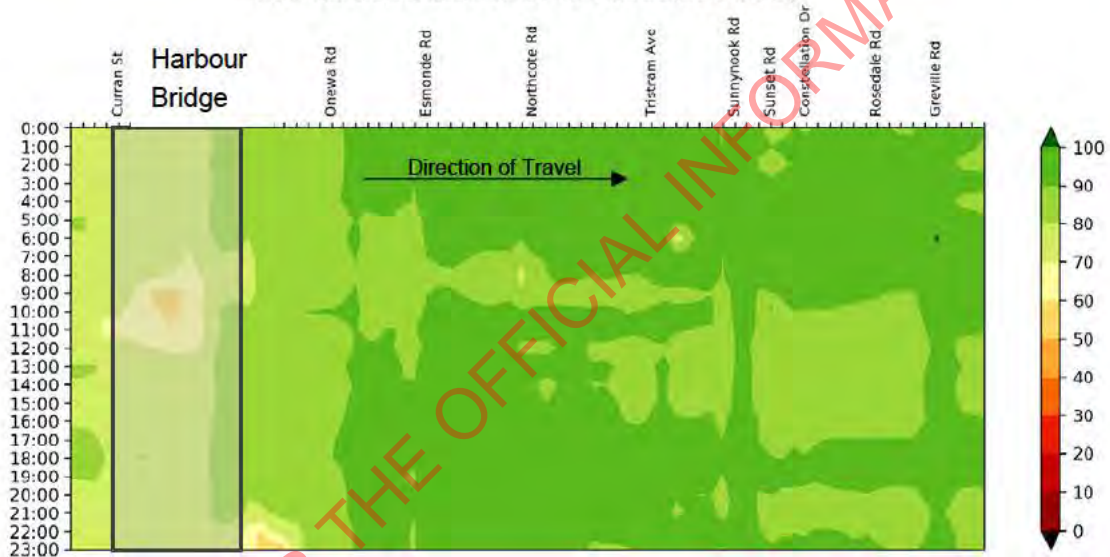 Curran St
Harbour
Bridge
Onewa Rd
Esmonde Rd
Northcote Rd
Tristram Ave
Sunnynook Rd
Sunset Rd
Constellation Dr
Rosedale Rd
Greville Rd
Direction of Travel
0:00
1:00
2:00
3:00
4:00
5:00
6:00
7:00
8:00
9:00
10:00
11:00
12:00
13:00
14:00
15:00
16:00
17:00
18:00
19:00
20:00
21:00
22:00
23:00
100
90
80
70
60
50
40
30
20
10
0
THE OFFICIAL INFORMA